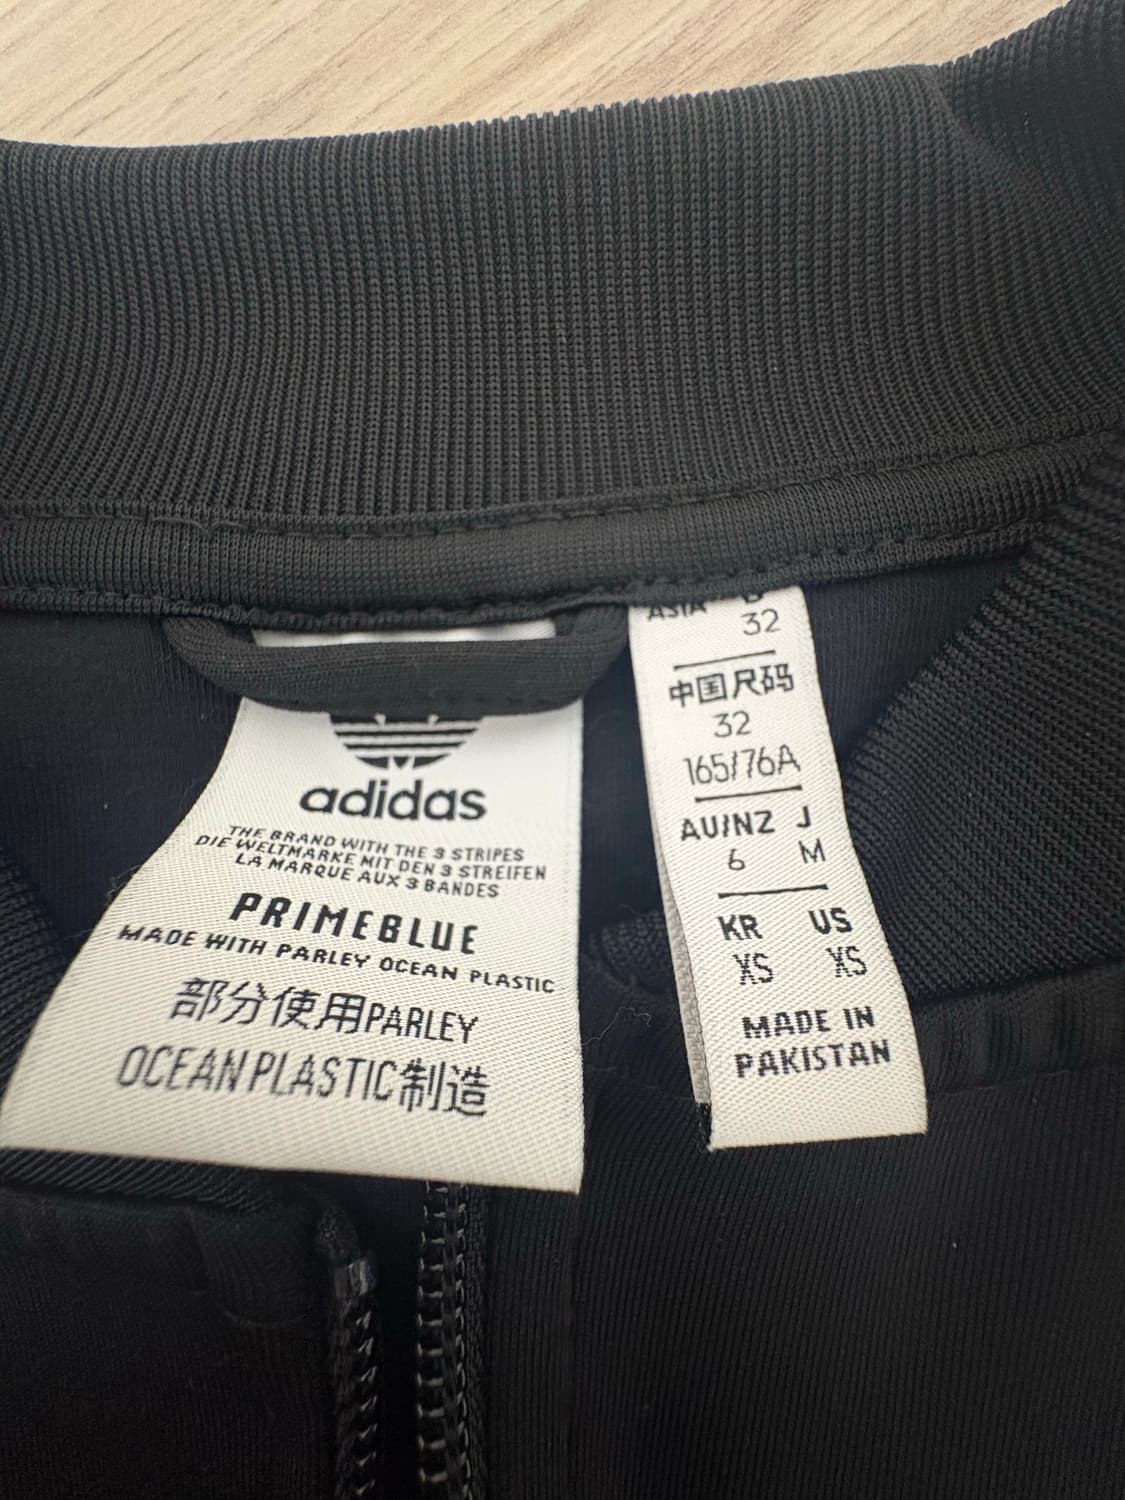 adidas
THE BRAND WITH THE 3 STRIPES
DIE WELTMARKE MIT DEN 3 STREIFEN
LA MARQUE AUX 3 BANDES
PRIMEBLUE
MADE WITH PARLEY OCEAN PLASTIC
部分使用PARLEY
OCEAN PLASTIC制造
ASIA
32
中国尺码
32
165/76A
AU/NZ J
6 M
KR US
XS XS
MADE IN
PAKISTAN